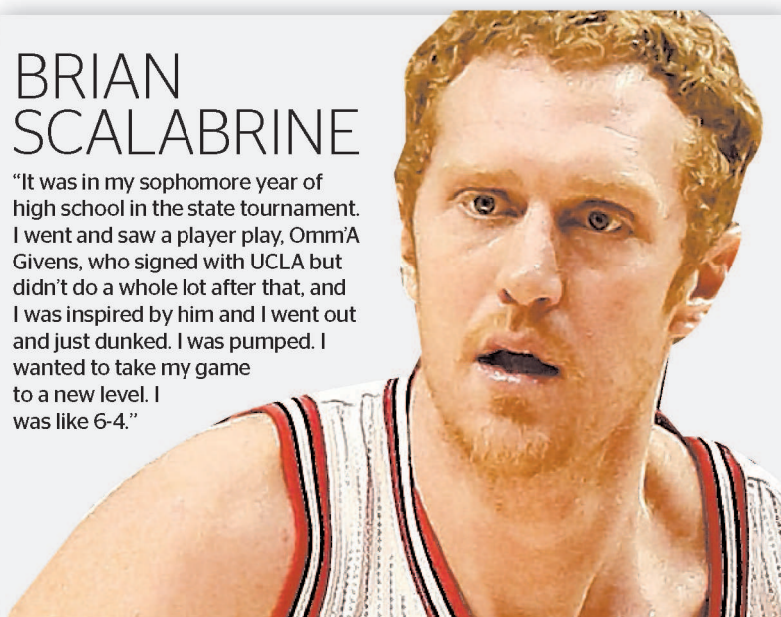 BRIAN
SCALABRINE
“It was in my sophomore year of
high school in the state tournament.
I went and saw a player play, Omm’A
Givens, who signed with UCLA but
didn’t do a whole lot after that, and
I was inspired by him and I went out
and just dunked. I was pumped. I
wanted to take my game
to a new level. I
was like 6-4.”